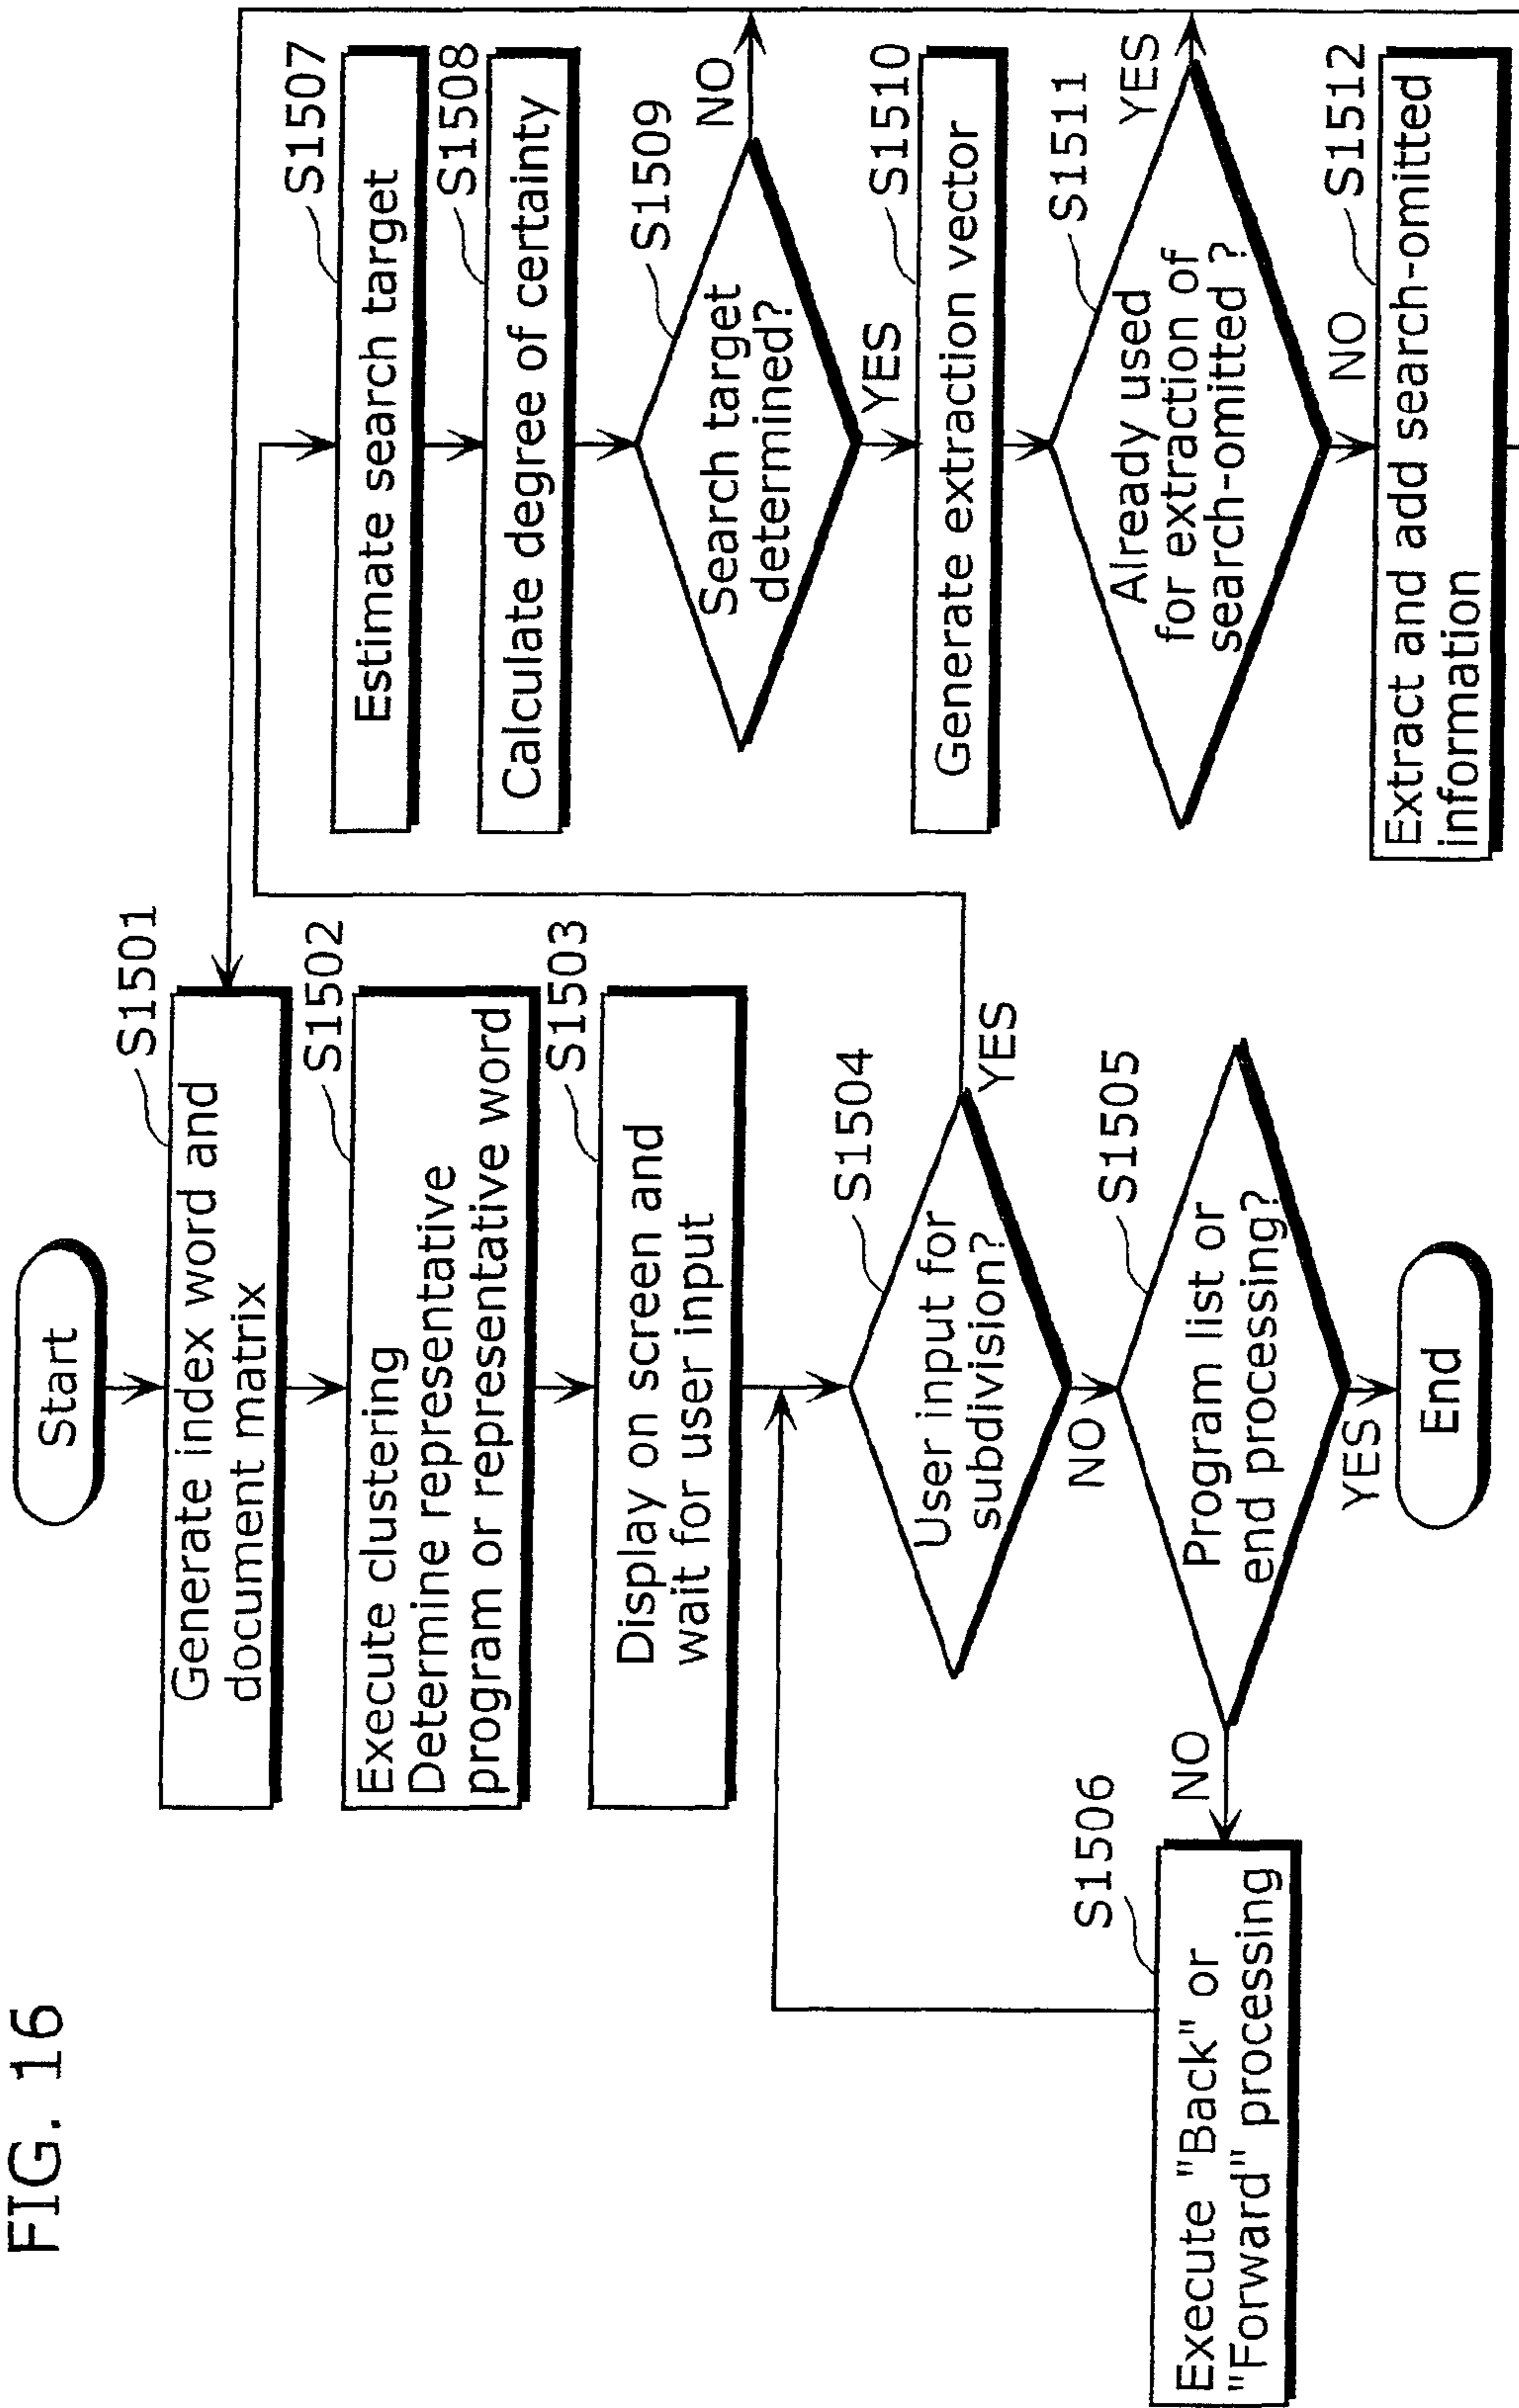 FIG. 16
Start
S1501
Generate index word and
document matrix
S1502
Execute clustering
Determine representative
program or representative word
S1503
Display on screen and
wait for user input
S1504
User input for
subdivision?
YES
NO
S1505
Program list or
end processing?
NO
YES
End
S1506
Execute "Back" or
"Forward" processing
S1507
Estimate search target
S1508
Calculate degree of certainty
S1509
Search target
determined?
NO
YES
S1510
Generate extraction vector
S1511
Already used
for extraction of
search-omitted ?
YES
NO
S1512
Extract and add search-omitted
information